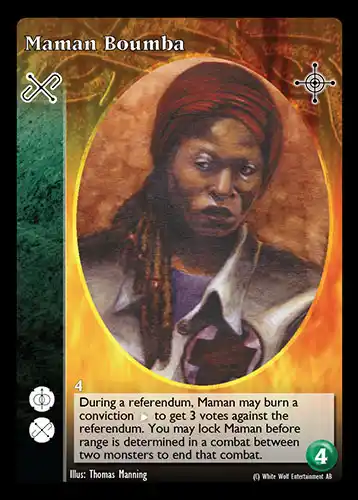 Maman Boumba
4
During a referendum, Maman may burn a
conviction to get 3 votes against the
referendum. You may lock Maman before
range is determined in a combat between
two monsters to end that combat.
4
Illus: Thomas Manning
(C) White Wolf Entertainment AB